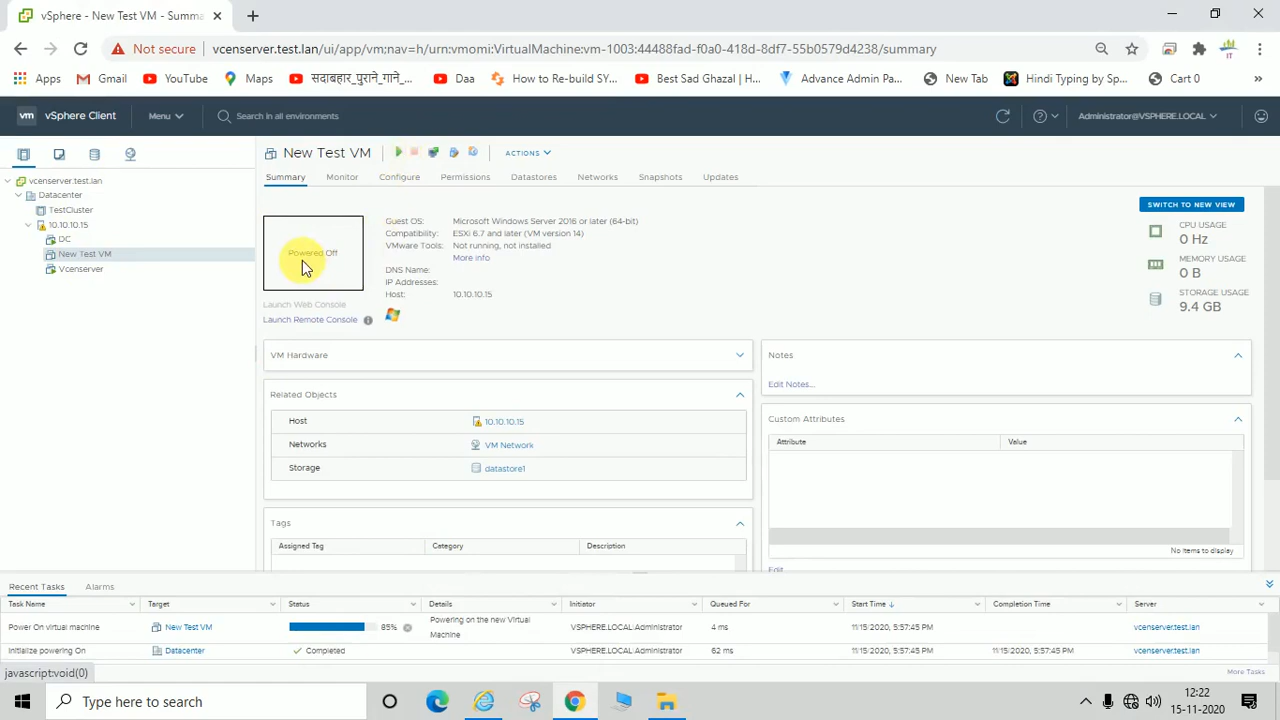 vSphere - New Test VM - Summa
Not secure
vcenserver.test.lan/ui/app/vm;nav=h/urn:vmomi:VirtualMachine:vm-1003:44488fad-f0a0-418d-8df7-55b0579d4238/summary
IT
Apps
Gmail
YouTube
Maps
सदाबहार_पुराने_गाने_...
Daa
How to Re-build SY...
Best Sad Ghazal | H...
Advance Admin Pa...
New Tab
Hindi Typing by Sp...
Cart 0
vm
vSphere Client
Menu
Search in all environments
Administrator@VSPHERE.LOCAL
New Test VM
ACTIONS
Summary
Monitor
Configure
Permissions
Datastores
Networks
Snapshots
Updates
vcenserver.test.lan
Datacenter
TestCluster
10.10.10.15
DC
New Test VM
Vcenserver
Powered Off
Launch Web Console
Launch Remote Console
Guest OS: Microsoft Windows Server 2016 or later (64-bit)
Compatibility: ESXi 6.7 and later (VM version 14)
VMware Tools: Not running, not installed
More info
DNS Name:
IP Addresses:
Host: 10.10.10.15
SWITCH TO NEW VIEW
CPU USAGE
0 Hz
MEMORY USAGE
0 B
STORAGE USAGE
9.4 GB
VM Hardware
Related Objects
Host 10.10.10.15
Networks VM Network
Storage datastore1
Tags
Assigned Tag Category Description
Notes
Edit Notes...
Custom Attributes
Attribute Value
No items to display
Edit
Recent Tasks Alarms
Task Name Target Status Details Initiator Queued For Start Time Completion Time Server
Power On virtual machine New Test VM 85% Powering on the new Virtual Machine VSPHERE.LOCAL\Administrator 4 ms 11/15/2020, 5:57:45 PM vcenserver.test.lan
Initialize powering On Datacenter Completed VSPHERE.LOCAL\Administrator 62 ms 11/15/2020, 5:57:45 PM 11/15/2020, 5:57:45 PM vcenserver.test.lan
javascript:void(0)
More Tasks
Type here to search
12:22
15-11-2020